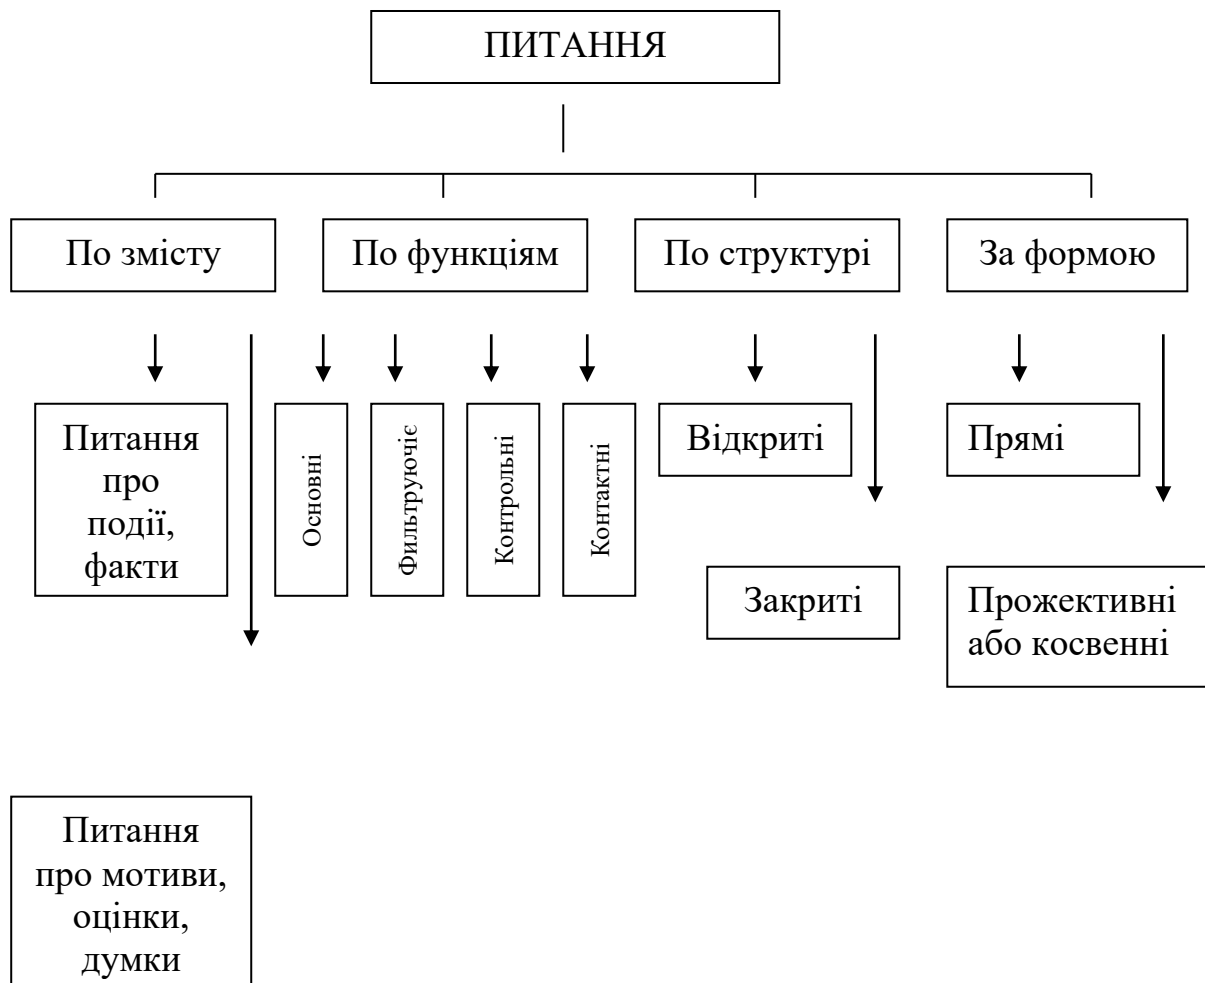 ПИТАННЯ
По змісту
По функціям
По структурі
За формою
Питання
про
події,
факти
Основні
Фильтруючіє
Контрольні
Контактні
Відкриті
Прямі
Закриті
Прожективні
або косвенні
Питання
про мотиви,
оцінки,
думки